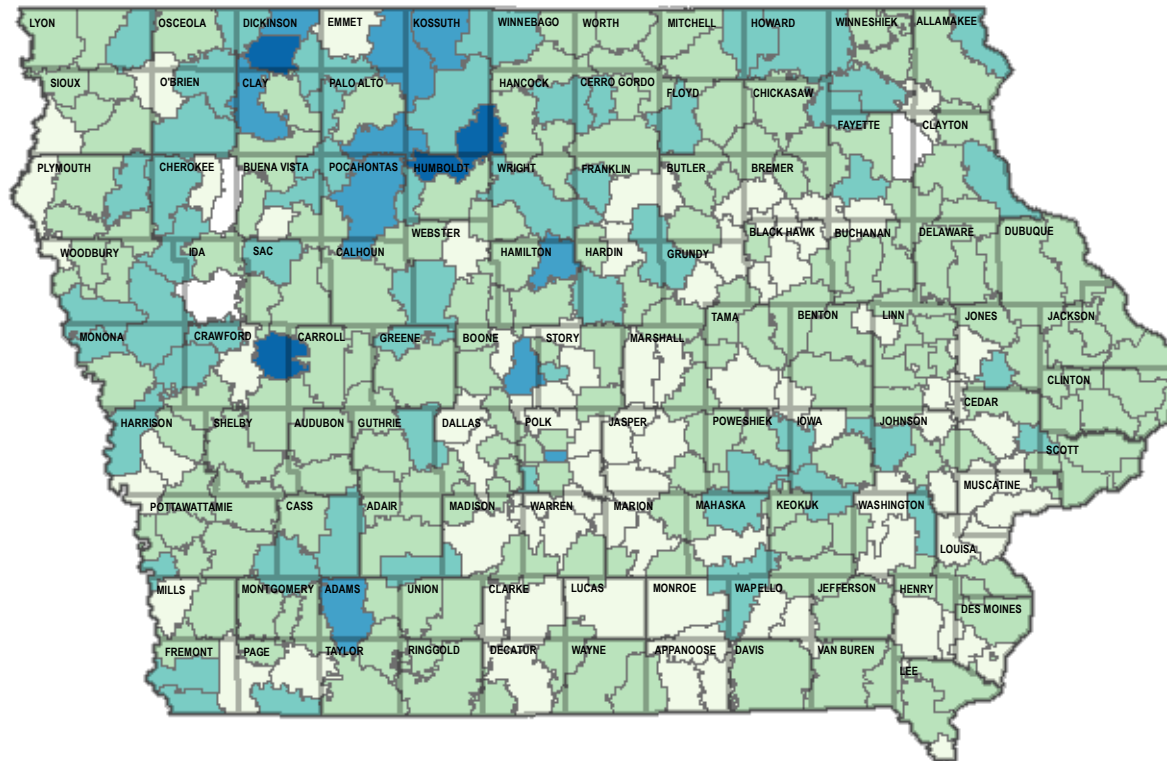 LYON OSCEOLA DICKINSON EMMET KOSSUTH WINNEBAGO WORTH MITCHELL HOWARD WINNESHIEK ALLAMAKEE
SIOUX O'BRIEN CLAY PALO ALTO HANCOCK CERRO GORDO FLOYD CHICKASAW
FAYETTE CLAYTON
PLYMOUTH CHEROKEE BUENA VISTA POCAHONTAS HUMBOLDT WRIGHT FRANKLIN BUTLER BREMER
WEBSTER BLACK HAWK BUCHANAN DELAWARE DUBUQUE
WOODBURY IDA SAC CALHOUN HAMILTON HARDIN GRUNDY
TAMA BENTON LINN JONES JACKSON
MONONA CRAWFORD CARROLL GREENE BOONE STORY MARSHALL
CLINTON
CEDAR
HARRISON SHELBY AUDUBON GUTHRIE DALLAS POLK JASPER POWESHIEK IOWA JOHNSON
SCOTT
MUSCATINE
POTTAWATTAMIE CASS ADAIR MADISON WARREN MARION MAHASKA KEOKUK WASHINGTON
LOUISA
MILLS MONTGOMERY ADAMS UNION CLARKE LUCAS MONROE WAPELLO JEFFERSON HENRY
DES MOINES
FREMONT PAGE TAYLOR RINGGOLD DECATUR WAYNE APPANOOSE DAVIS VAN BUREN
LEE